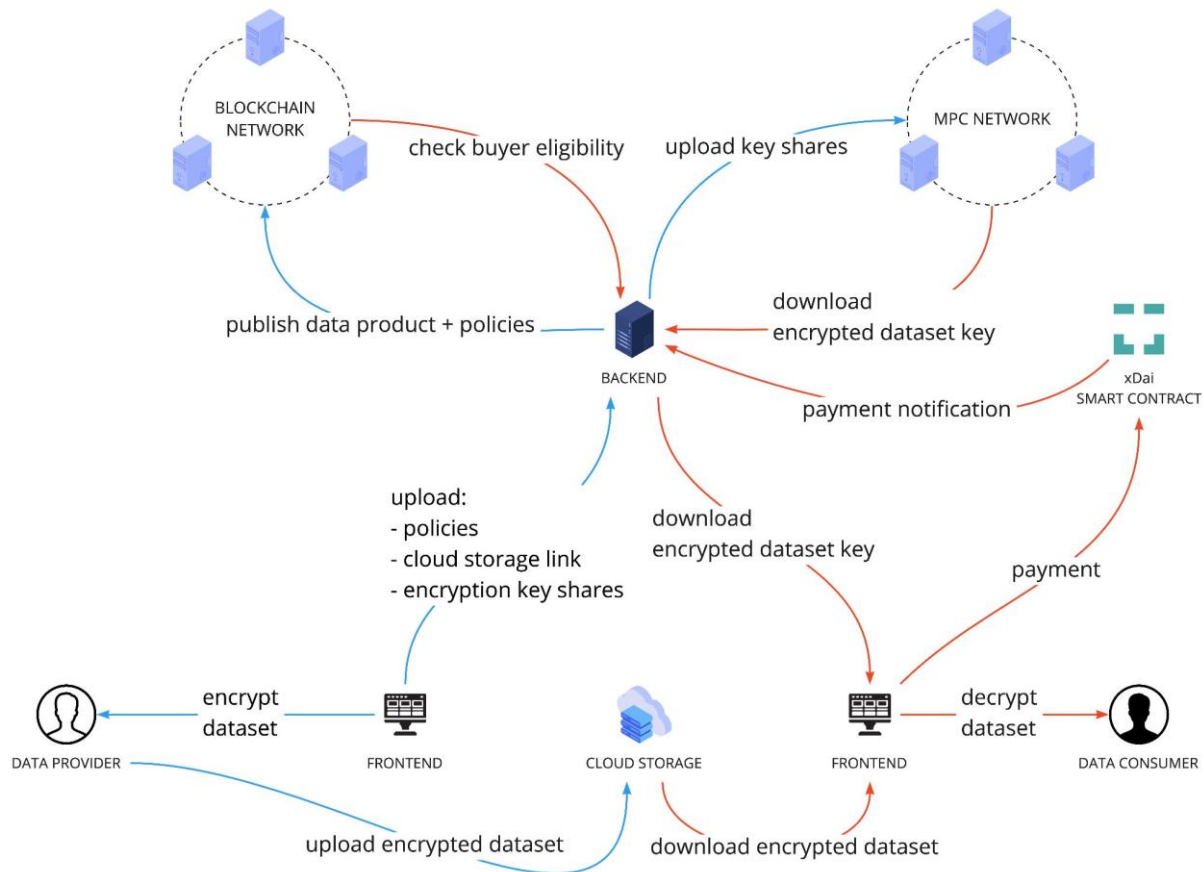 BLOCKCHAIN
NETWORK
MPC NETWORK
check buyer eligibility
upload key shares
publish data product + policies
download
encrypted dataset key
BACKEND
xDai
SMART CONTRACT
payment notification
upload:
- policies
- cloud storage link
- encryption key shares
download
encrypted dataset key
payment
encrypt
dataset
decrypt
dataset
DATA PROVIDER
FRONTEND
CLOUD STORAGE
FRONTEND
DATA CONSUMER
upload encrypted dataset
download encrypted dataset